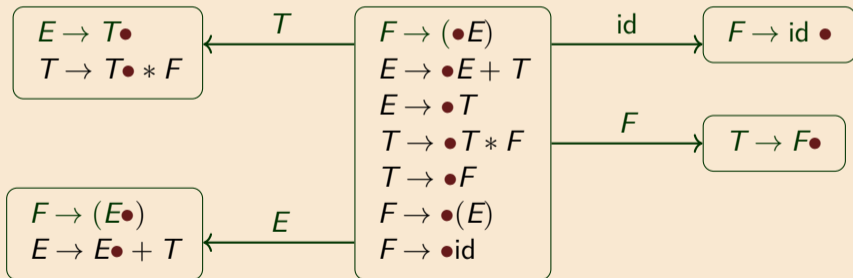 E → T•
T → T• ∗ F
T
F → (•E)
E → •E + T
E → •T
T → •T ∗ F
T → •F
F → •(E)
F → •id
id
F → id •
F
T → F•
F → (E•)
E → E• + T
E